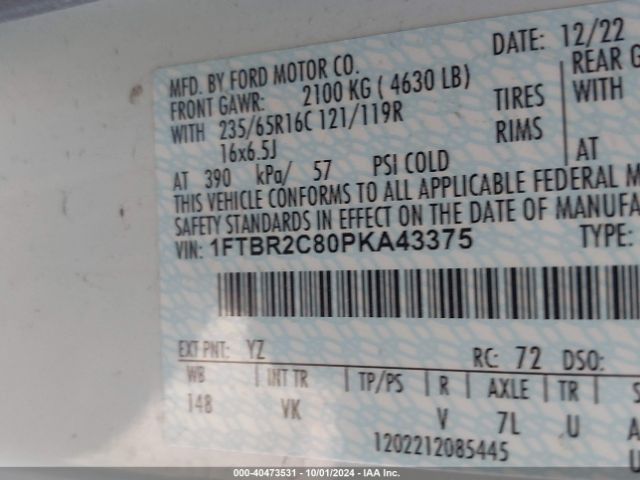 DATE: 12/22
MFD. BY FORD MOTOR CO.
FRONT GAWR: 2100 KG ( 4630 LB)
REAR G
WITH 235/65R16C 121/119R TIRES
WITH
16x6.5J RIMS
AT 390 kPa/ 57 PSI COLD
AT
THIS VEHICLE CONFORMS TO ALL APPLICABLE FEDERAL M
SAFETY STANDARDS IN EFFECT ON THE DATE OF MANUFA
VIN: 1FTBR2C80PKA43375 TYPE:
EXT PNT: YZ RC: 72 DSO:
WB INT TR TP/PS R AXLE TR S
148 VK V 7L U A
1202212085445
000-40473531 - 10/01/2024 - iaai.com